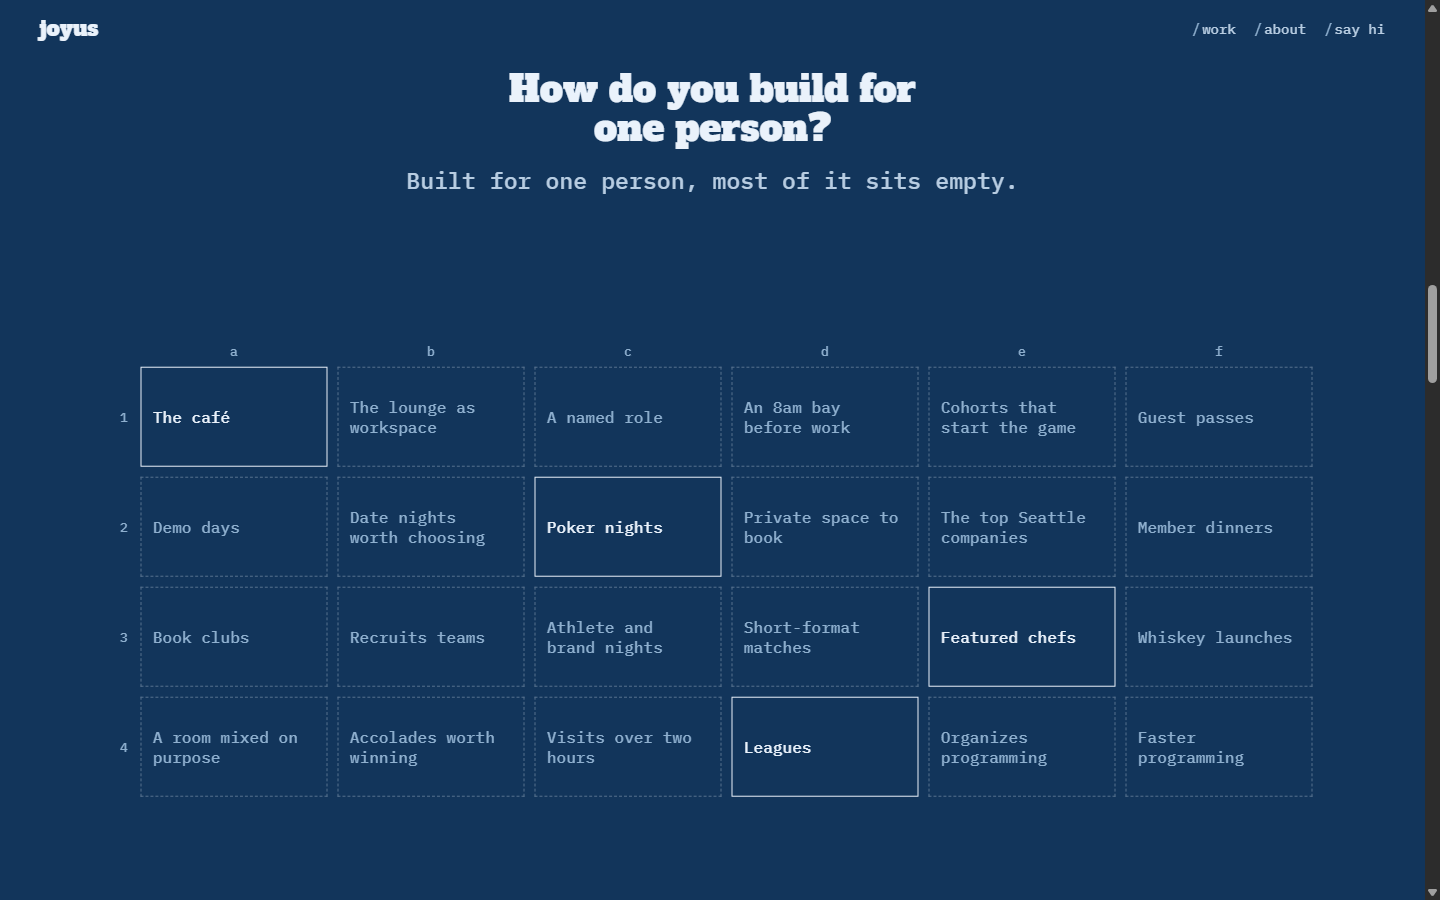 joyus
/work /about /say hi
How do you build for
one person?
Built for one person, most of it sits empty.
a b c d e f
1
The café
The lounge as
workspace
A named role
An 8am bay
before work
Cohorts that
start the game
Guest passes
2
Demo days
Date nights
worth choosing
Poker nights
Private space to
book
The top Seattle
companies
Member dinners
3
Book clubs
Recruits teams
Athlete and
brand nights
Short-format
matches
Featured chefs
Whiskey launches
4
A room mixed on
purpose
Accolades worth
winning
Visits over two
hours
Leagues
Organizes
programming
Faster
programming